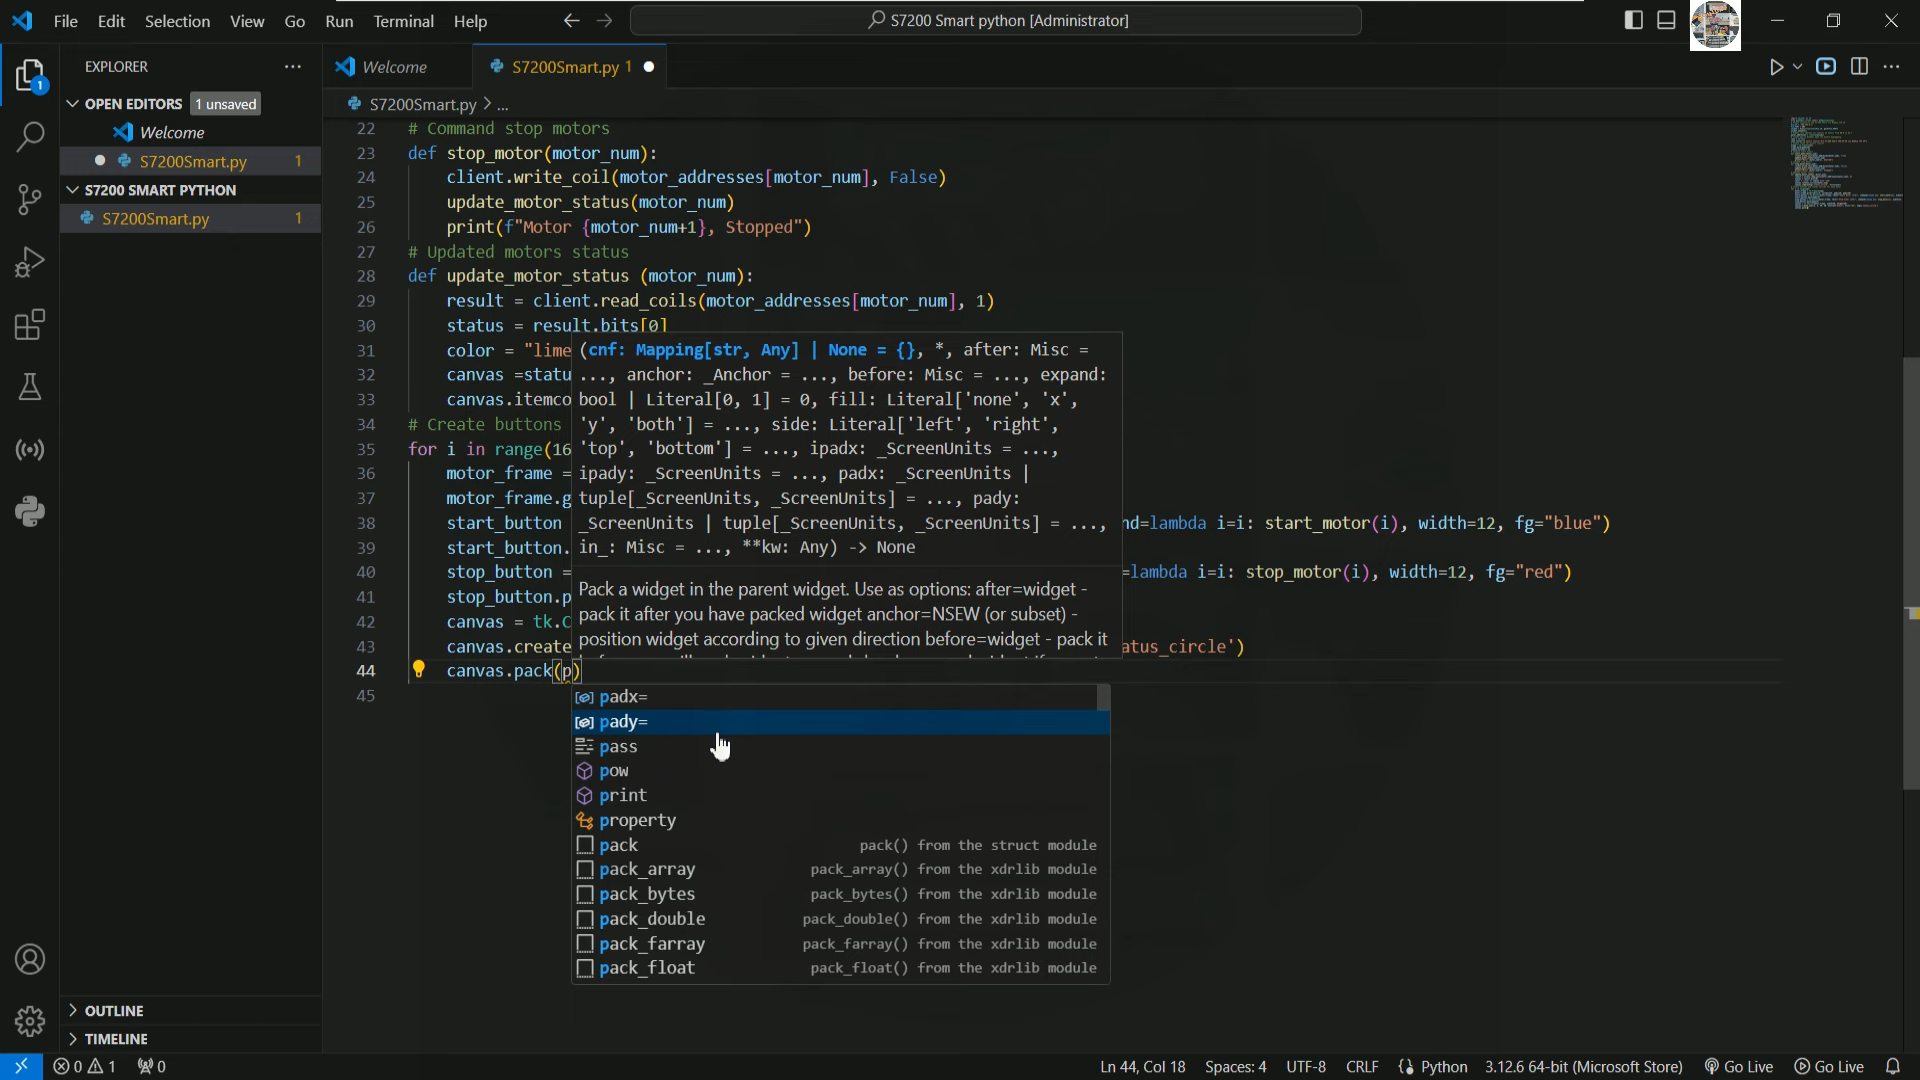 File Edit Selection View Go Run Terminal Help
S7200 Smart python [Administrator]
EXPLORER
Welcome
S7200Smart.py 1
OPEN EDITORS 1 unsaved
Welcome
S7200Smart.py 1
S7200 SMART PYTHON
S7200Smart.py 1
S7200Smart.py > ...
22 # Command stop motors
23 def stop_motor(motor_num):
24 client.write_coil(motor_addresses[motor_num], False)
25 update_motor_status(motor_num)
26 print(f"Motor {motor_num+1}, Stopped")
27 # Updated motors status
28 def update_motor_status (motor_num):
29 result = client.read_coils(motor_addresses[motor_num], 1)
30 status = result.bits[0]
31 color = "lime
32 canvas =statu
33 canvas.itemco
34 # Create buttons
35 for i in range(16
36 motor_frame =
37 motor_frame.g
38 start_button nd=lambda i=i: start_motor(i), width=12, fg="blue")
39 start_button.
40 stop_button = =lambda i=i: stop_motor(i), width=12, fg="red")
41 stop_button.p
42 canvas = tk.C
43 canvas.create atus_circle')
44 canvas.pack(p)
45
(cnf: Mapping[str, Any] | None = {}, *, after: Misc =
..., anchor: _Anchor = ..., before: Misc = ..., expand:
bool | Literal[0, 1] = 0, fill: Literal['none', 'x',
'y', 'both'] = ..., side: Literal['left', 'right',
'top', 'bottom'] = ..., ipadx: _ScreenUnits = ...,
ipady: _ScreenUnits = ..., padx: _ScreenUnits |
tuple[_ScreenUnits, _ScreenUnits] = ..., pady:
_ScreenUnits | tuple[_ScreenUnits, _ScreenUnits] = ...,
in_: Misc = ..., **kw: Any) -> None
Pack a widget in the parent widget. Use as options: after=widget -
pack it after you have packed widget anchor=NSEW (or subset) -
position widget according to given direction before=widget - pack it
padx=
pady=
pass
pow
print
property
pack pack() from the struct module
pack_array pack_array() from the xdrlib module
pack_bytes pack_bytes() from the xdrlib module
pack_double pack_double() from the xdrlib module
pack_farray pack_farray() from the xdrlib module
pack_float pack_float() from the xdrlib module
OUTLINE
TIMELINE
0 1 0 Ln 44, Col 18 Spaces: 4 UTF-8 CRLF Python 3.12.6 64-bit (Microsoft Store) Go Live Go Live